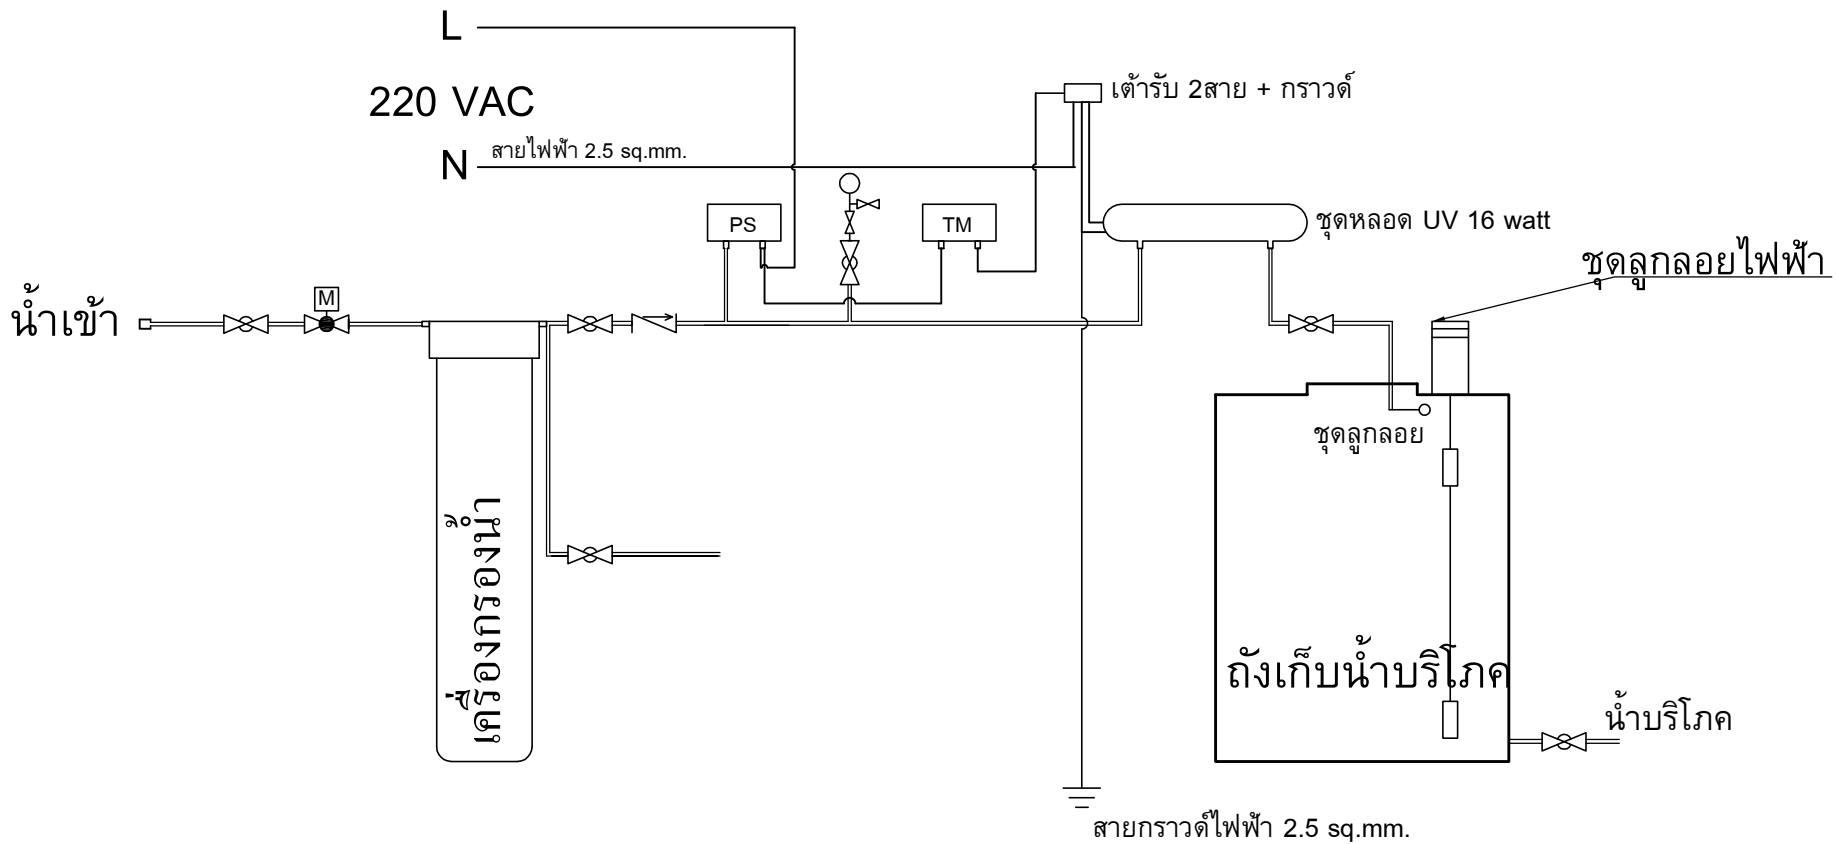 L
220 VAC
เต้ารับ 2สาย + กราวด์
N
สายไฟฟ้า 2.5 sq.mm.
PS
TM
ชุดหลอด UV 16 watt
ชุดลูกลอยไฟฟ้า
น้ำเข้า
M
ชุดลูกลอย
เครื่องกรองน้ำ
ถังเก็บน้ำบริโภค
น้ำบริโภค
สายกราวด์ไฟฟ้า 2.5 sq.mm.